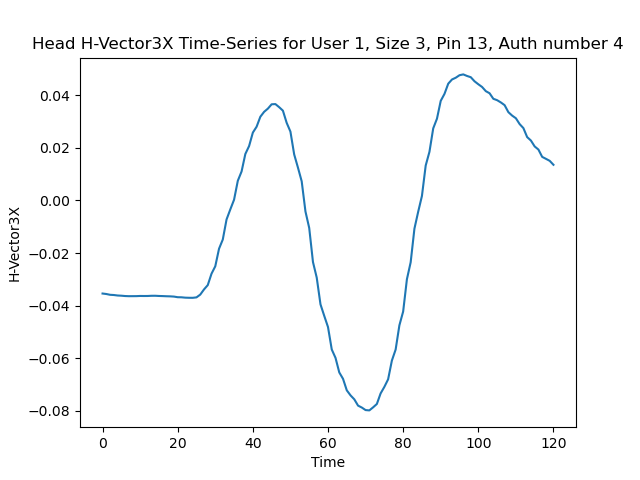 Head H-Vector3X Time-Series for User 1, Size 3, Pin 13, Auth number 4
H-Vector3X
0.04
0.02
0.00
−0.02
−0.04
−0.06
−0.08
0 20 40 60 80 100 120
Time